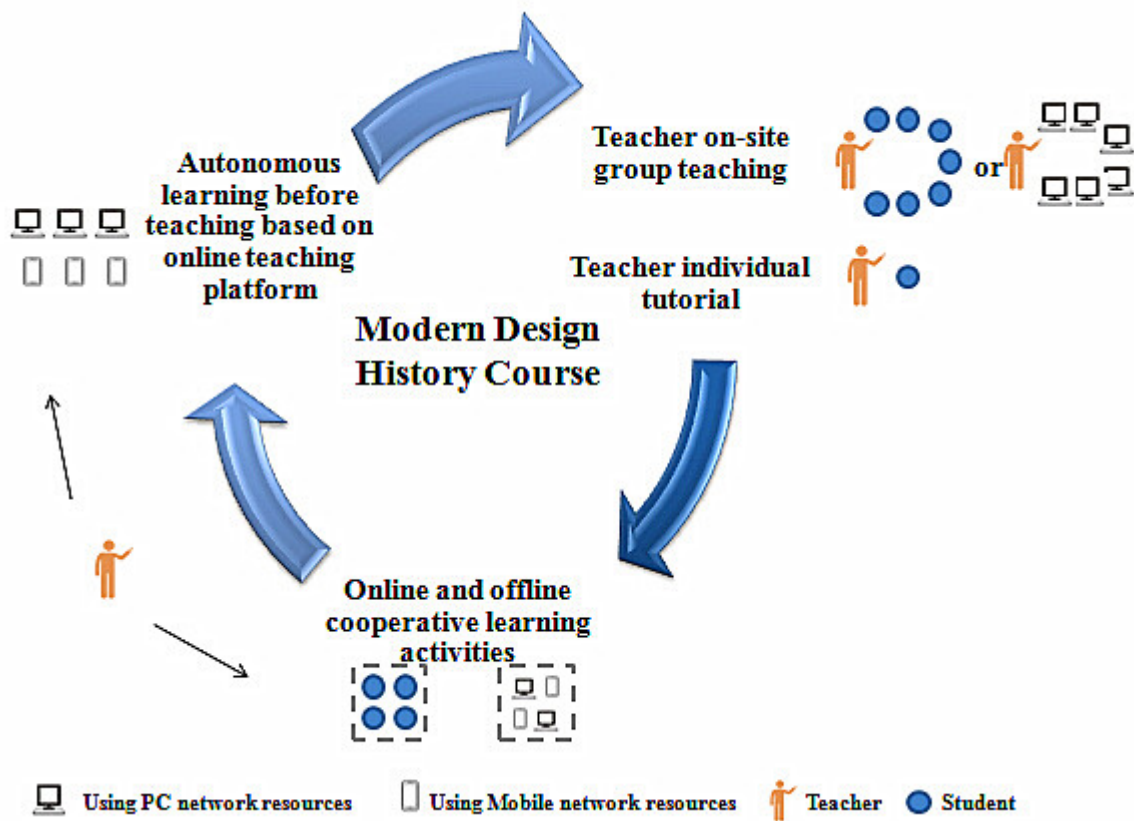 Autonomous
learning before
teaching based on
online teaching
platform
Teacher on-site
group teaching
or
Teacher individual
tutorial
Modern Design
History Course
Online and offline
cooperative learning
activities
Using PC network resources
Using Mobile network resources
Teacher
Student